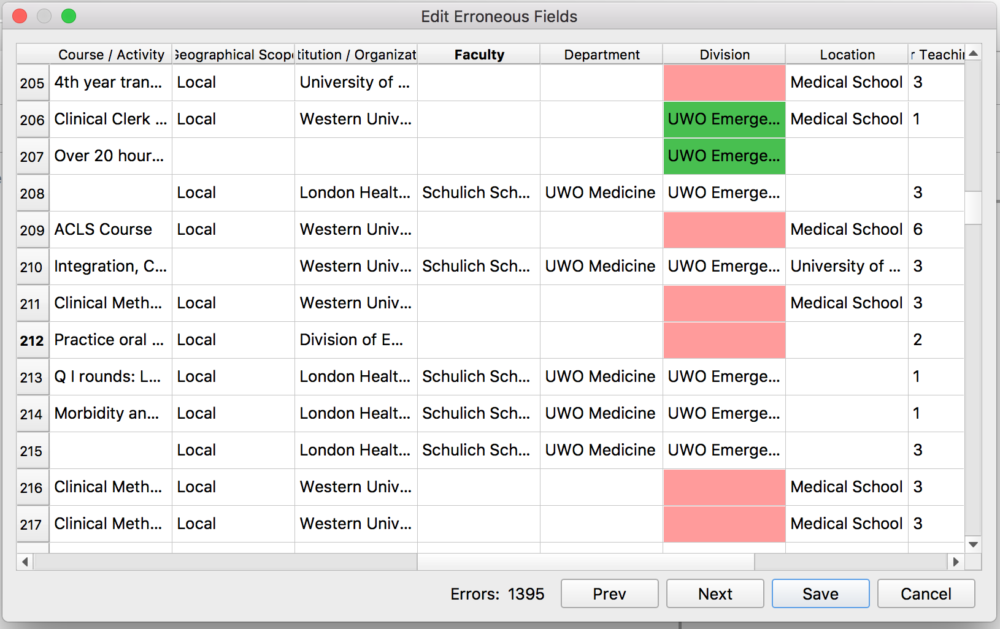 Edit Erroneous Fields
Course / Activity Geographical Scope titution / Organizat Faculty Department Division Location r Teachin
205 4th year tran... Local University of ... Medical School 3
206 Clinical Clerk ... Local Western Univ... UWO Emerge... Medical School 1
207 Over 20 hour... UWO Emerge...
208 Local London Healt... Schulich Sch... UWO Medicine UWO Emerge... 3
209 ACLS Course Local Western Univ... Medical School 6
210 Integration, C... Western Univ... Schulich Sch... UWO Medicine UWO Emerge... University of ... 3
211 Clinical Meth... Local Western Univ... Medical School 3
212 Practice oral ... Local Division of E... 2
213 Q I rounds: L... Local London Healt... Schulich Sch... UWO Medicine UWO Emerge... 1
214 Morbidity an... Local London Healt... Schulich Sch... UWO Medicine UWO Emerge... 1
215 Local London Healt... Schulich Sch... UWO Medicine UWO Emerge... 3
216 Clinical Meth... Local Western Univ... Medical School 3
217 Clinical Meth... Local Western Univ... Medical School 3
Errors: 1395 Prev Next Save Cancel